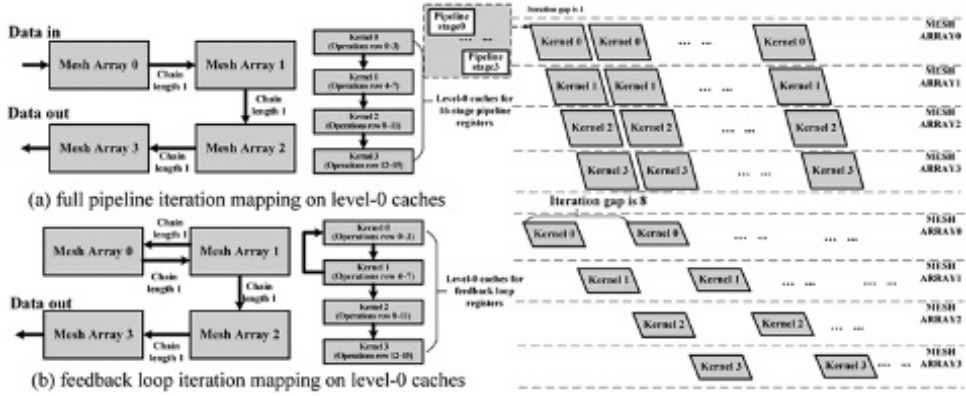 Data in
Mesh Array 0
Chain
length 1
Mesh Array 1
Data out
Mesh Array 3
Chain
length 1
Mesh Array 2
Chain
length 1
Kernel 0
(Operations row 0~3)
Kernel 1
(Operations row 4~7)
Kernel 2
(Operations row 8~11)
Kernel 3
(Operations row 12~15)
Pipeline
stage0
... ...
Pipeline
stage3
Level-0 caches for
16-stage pipeline
registers
(a) full pipeline iteration mapping on level-0 caches
Iteration gap is 1
Kernel 0
Kernel 0
... ...
Kernel 0
MESH
ARRAY0
Kernel 1
Kernel 1
... ...
Kernel 1
MESH
ARRAY1
Kernel 2
Kernel 2
... ...
Kernel 2
MESH
ARRAY2
Kernel 3
Kernel 3
... ...
Kernel 3
MESH
ARRAY3
Mesh Array 0
Chain
length 1
Chain
length 1
Mesh Array 1
Chain
length 1
Data out
Mesh Array 3
Chain
length 1
Mesh Array 2
Kernel 0
(Operations row 0~3)
Kernel 1
(Operations row 4~7)
Kernel 2
(Operations row 8~11)
Kernel 3
(Operations row 12~15)
Level-0 caches for
feedback loop
registers
(b) feedback loop iteration mapping on level-0 caches
Iteration gap is 8
Kernel 0
Kernel 0
... ...
... ...
MESH
ARRAY0
Kernel 1
Kernel 1
... ...
... ...
MESH
ARRAY1
Kernel 2
Kernel 2
... ...
MESH
ARRAY2
Kernel 3
Kernel 3
... ...
MESH
ARRAY3